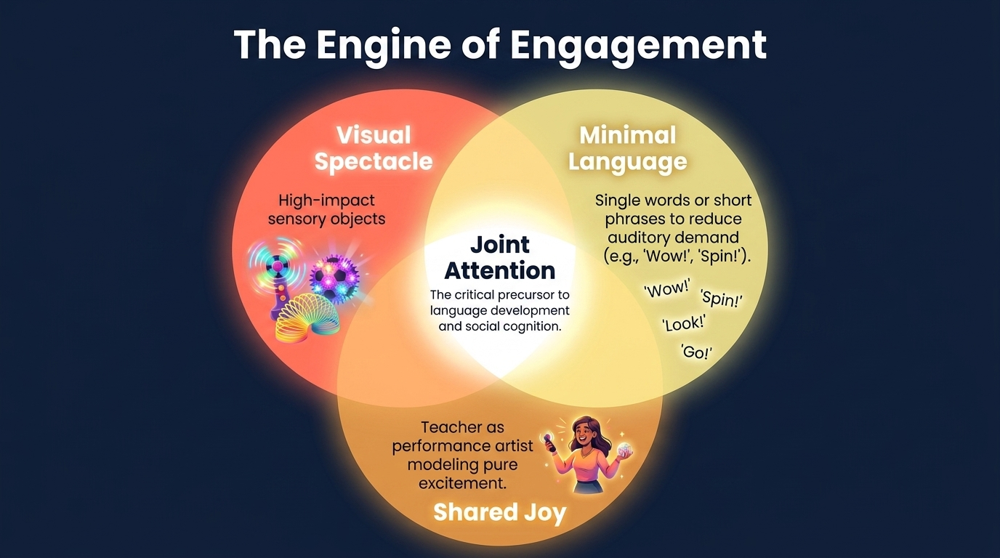 The Engine of Engagement
Visual
Spectacle
High-impact
sensory objects
Minimal
Language
Single words or short
phrases to reduce
auditory demand
(e.g., 'Wow!', 'Spin!').
'Wow!'
'Spin!'
'Look!'
'Go!'
Joint
Attention
The critical precursor to
language development
and social cognition.
Teacher as
performance artist
modeling pure
excitement.
Shared Joy